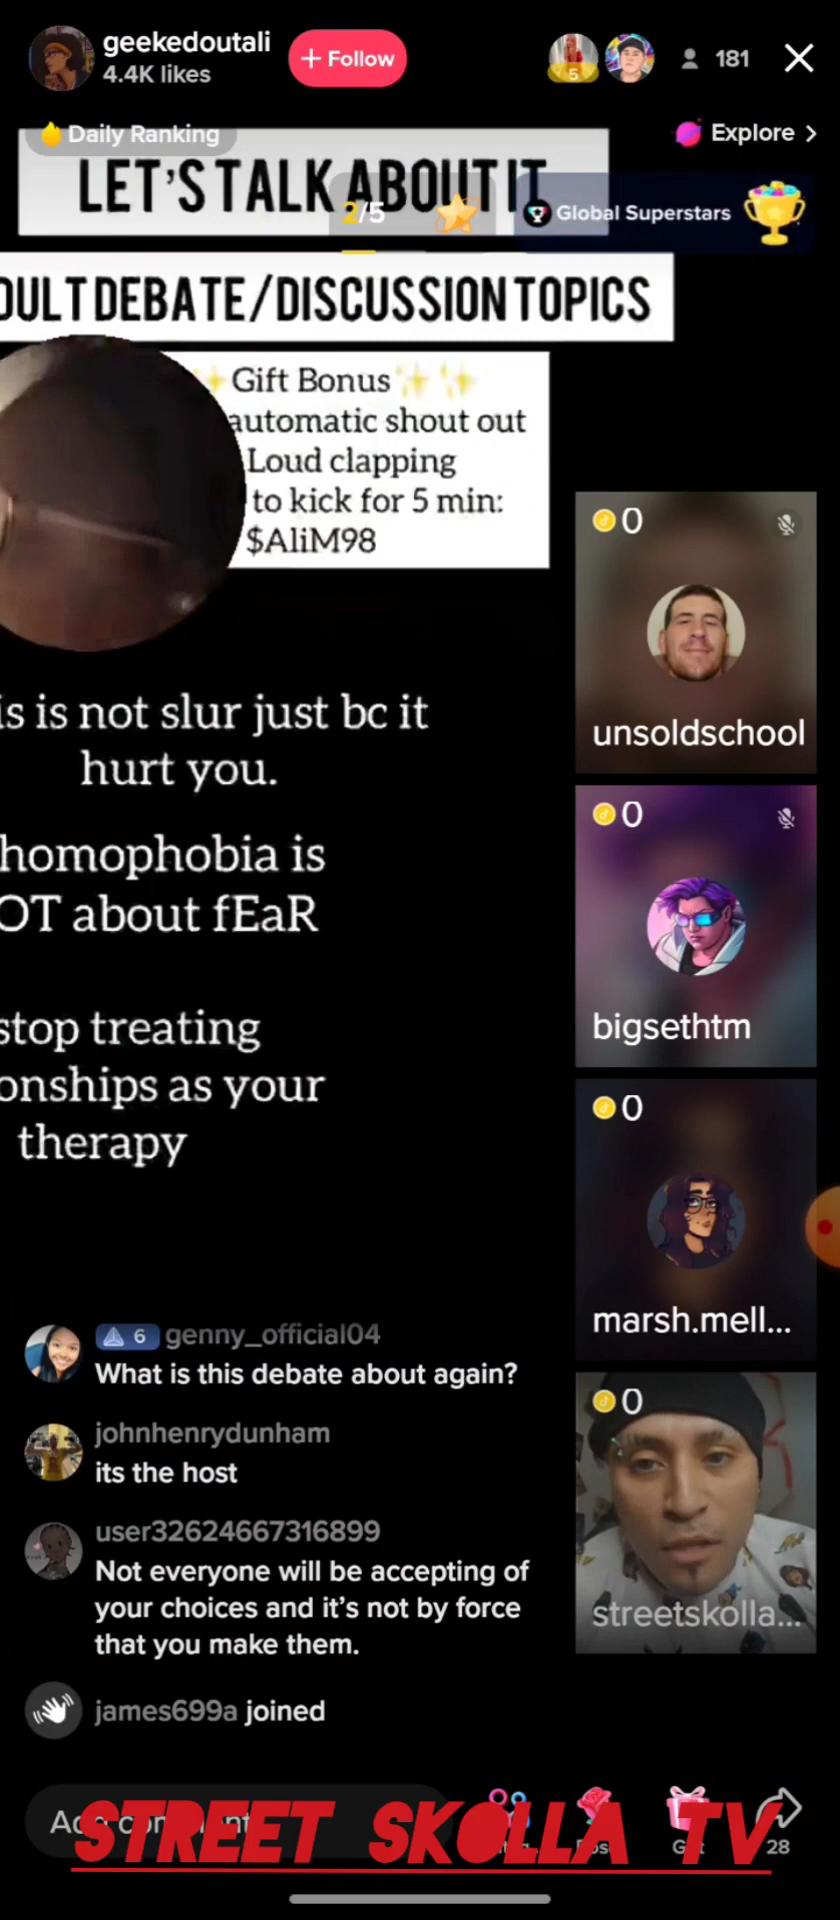 geekedoutali
4.4K likes
+ Follow
5
181
Daily Ranking
Explore
LET'S TALK ABOUT IT
2/5
Global Superstars
DULT DEBATE/DISCUSSION TOPICS
Gift Bonus
automatic shout out
Loud clapping
to kick for 5 min:
$AliM98
0
unsoldschool
is is not slur just bc it
hurt you.
0
bigsethtm
homophobia is
OT about fEaR
stop treating
onships as your
therapy
0
marsh.mell...
6 genny_official04
What is this debate about again?
0
johnhenrydunham
its the host
user32624667316899
Not everyone will be accepting of
your choices and it's not by force
that you make them.
streetskolla...
james699a joined
STREET SKOLLA TV
28